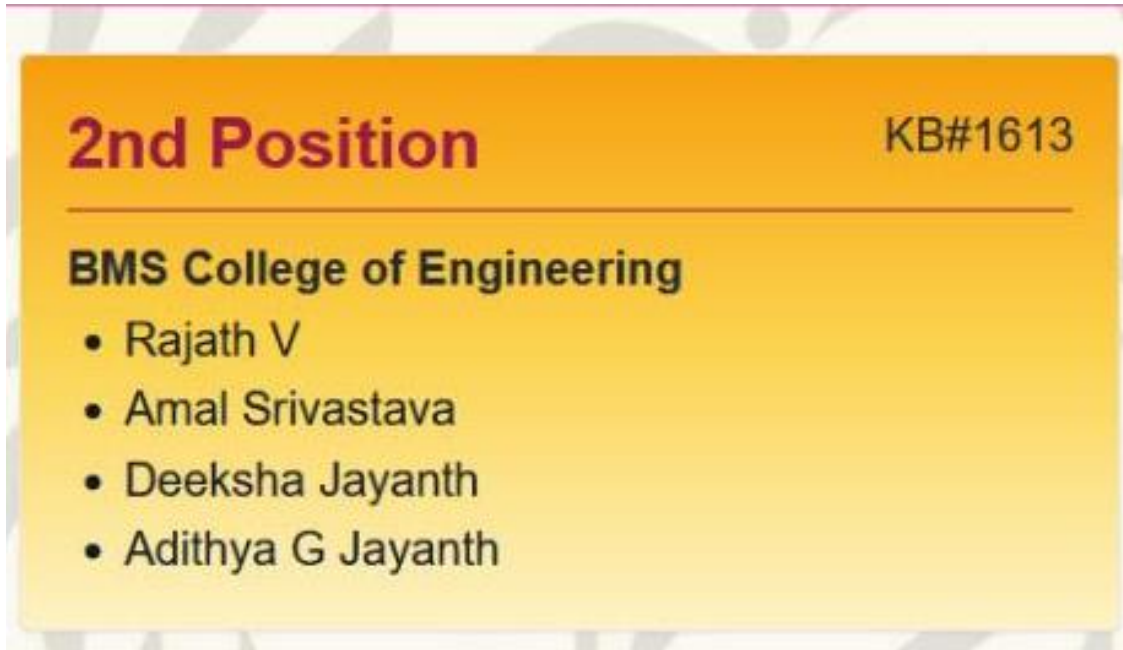 2nd Position
KB#1613
BMS College of Engineering
• Rajath V
• Amal Srivastava
• Deeksha Jayanth
• Adithya G Jayanth